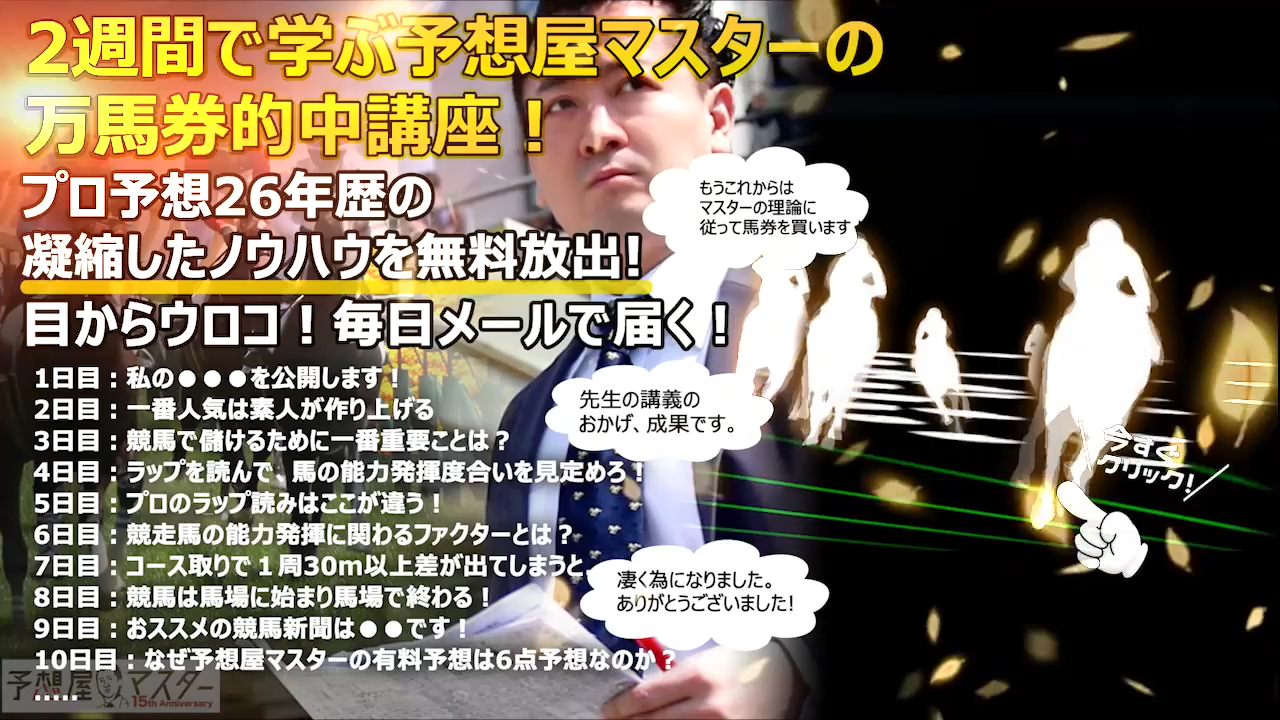 2週間で学ぶ予想屋マスターの
万馬券的中講座！
プロ予想26年歴の
凝縮したノウハウを無料放出！
目からウロコ！毎日メールで届く！
1日目：私の●●●を公開します！
2日目：一番人気は素人が作り上げる
3日目：競馬で儲けるために一番重要ことは？
4日目：ラップを読んで、馬の能力発揮度合いを見定めろ！
5日目：プロのラップ読みはここが違う！
6日目：競走馬の能力発揮に関わるファクターとは？
7日目：コース取りで１周30m以上差が出てしまうと
8日目：競馬は馬場に始まり馬場で終わる！
9日目：おススメの競馬新聞は●●です！
10日目：なぜ予想屋マスターの有料予想は6点予想なのか？
.....
もうこれからは
マスターの理論に
従って馬券を買います
先生の講義の
おかげ、成果です。
凄く為になりました。
ありがとうございました!
今すぐ
クリック!
予想屋マスター
15th Anniversary